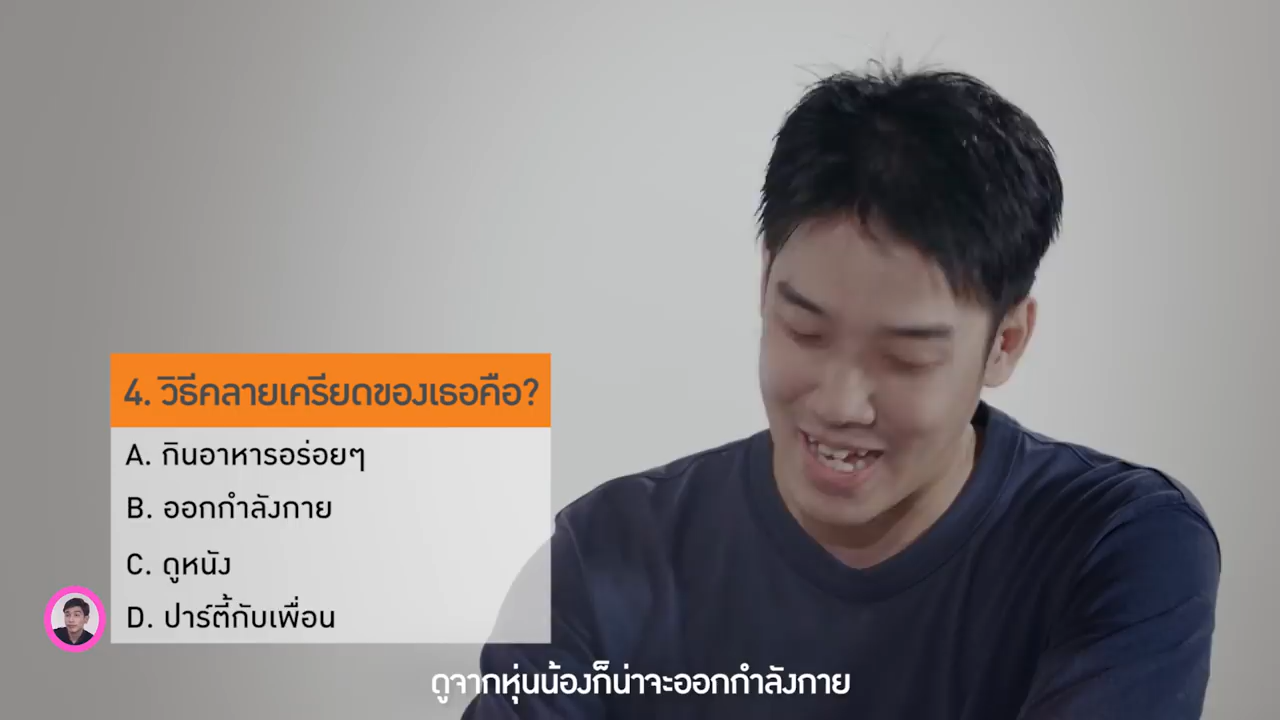 4. วิธีคลายเครียดของเธอคือ?
A. กินอาหารอร่อยๆ
B. ออกกำลังกาย
C. ดูหนัง
D. ปาร์ตี้กับเพื่อน
ดูจากหุ่นน้องก็น่าจะออกกำลังกาย